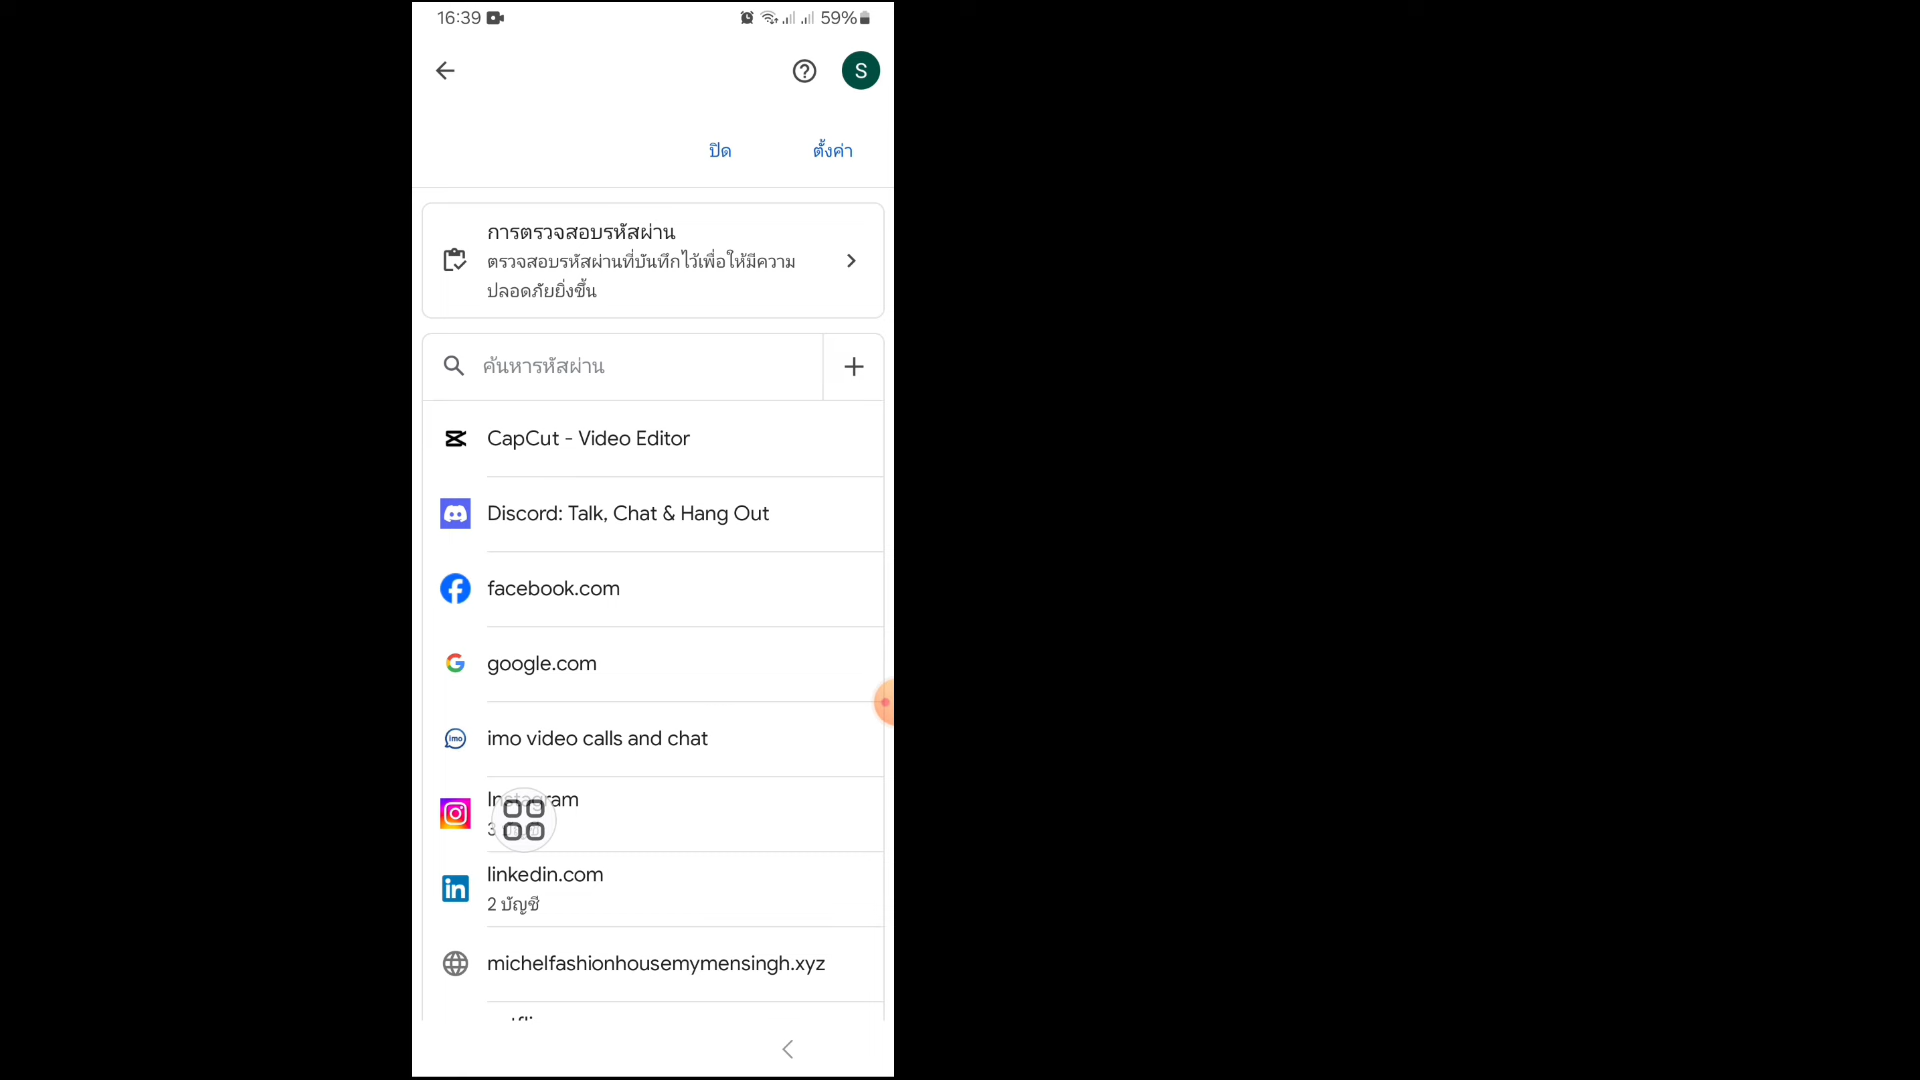 16:39
59%
S
ปิด
ตั้งค่า
การตรวจสอบรหัสผ่าน
ตรวจสอบรหัสผ่านที่บันทึกไว้เพื่อให้มีความ
ปลอดภัยยิ่งขึ้น
ค้นหารหัสผ่าน
CapCut - Video Editor
Discord: Talk, Chat & Hang Out
facebook.com
google.com
imo
imo video calls and chat
Instagram
3 บัญชี
linkedin.com
2 บัญชี
michelfashionhousemymensingh.xyz